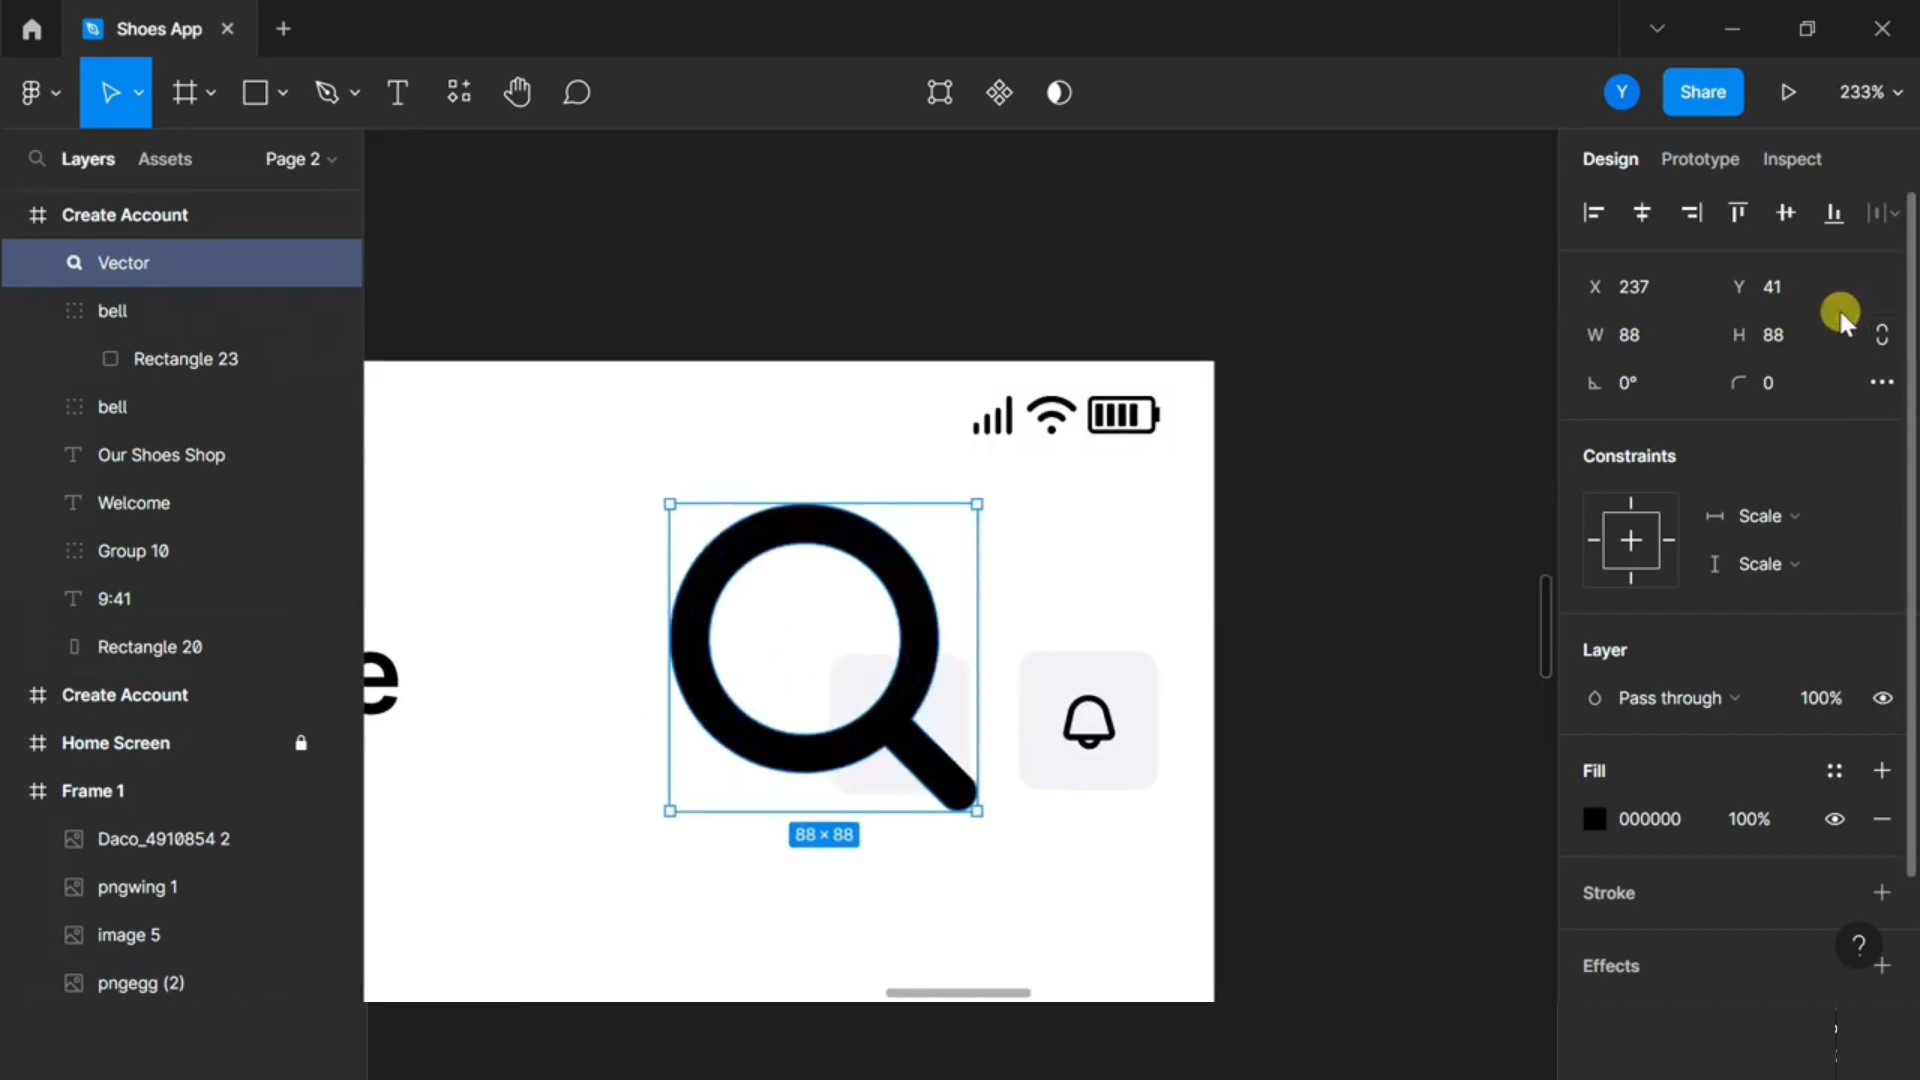 Shoes App
Y
Share
233%
Layers
Assets
Page 2
Design
Prototype
Inspect
Create Account
Vector
bell
Rectangle 23
bell
Our Shoes Shop
Welcome
Group 10
9:41
Rectangle 20
Create Account
Home Screen
Frame 1
Daco_4910854 2
pngwing 1
image 5
pngegg (2)
e
88 × 88
X 237
Y 41
W 88
H 88
0°
0
Constraints
Scale
Scale
Layer
Pass through
100%
Fill
000000
100%
Stroke
Effects
?